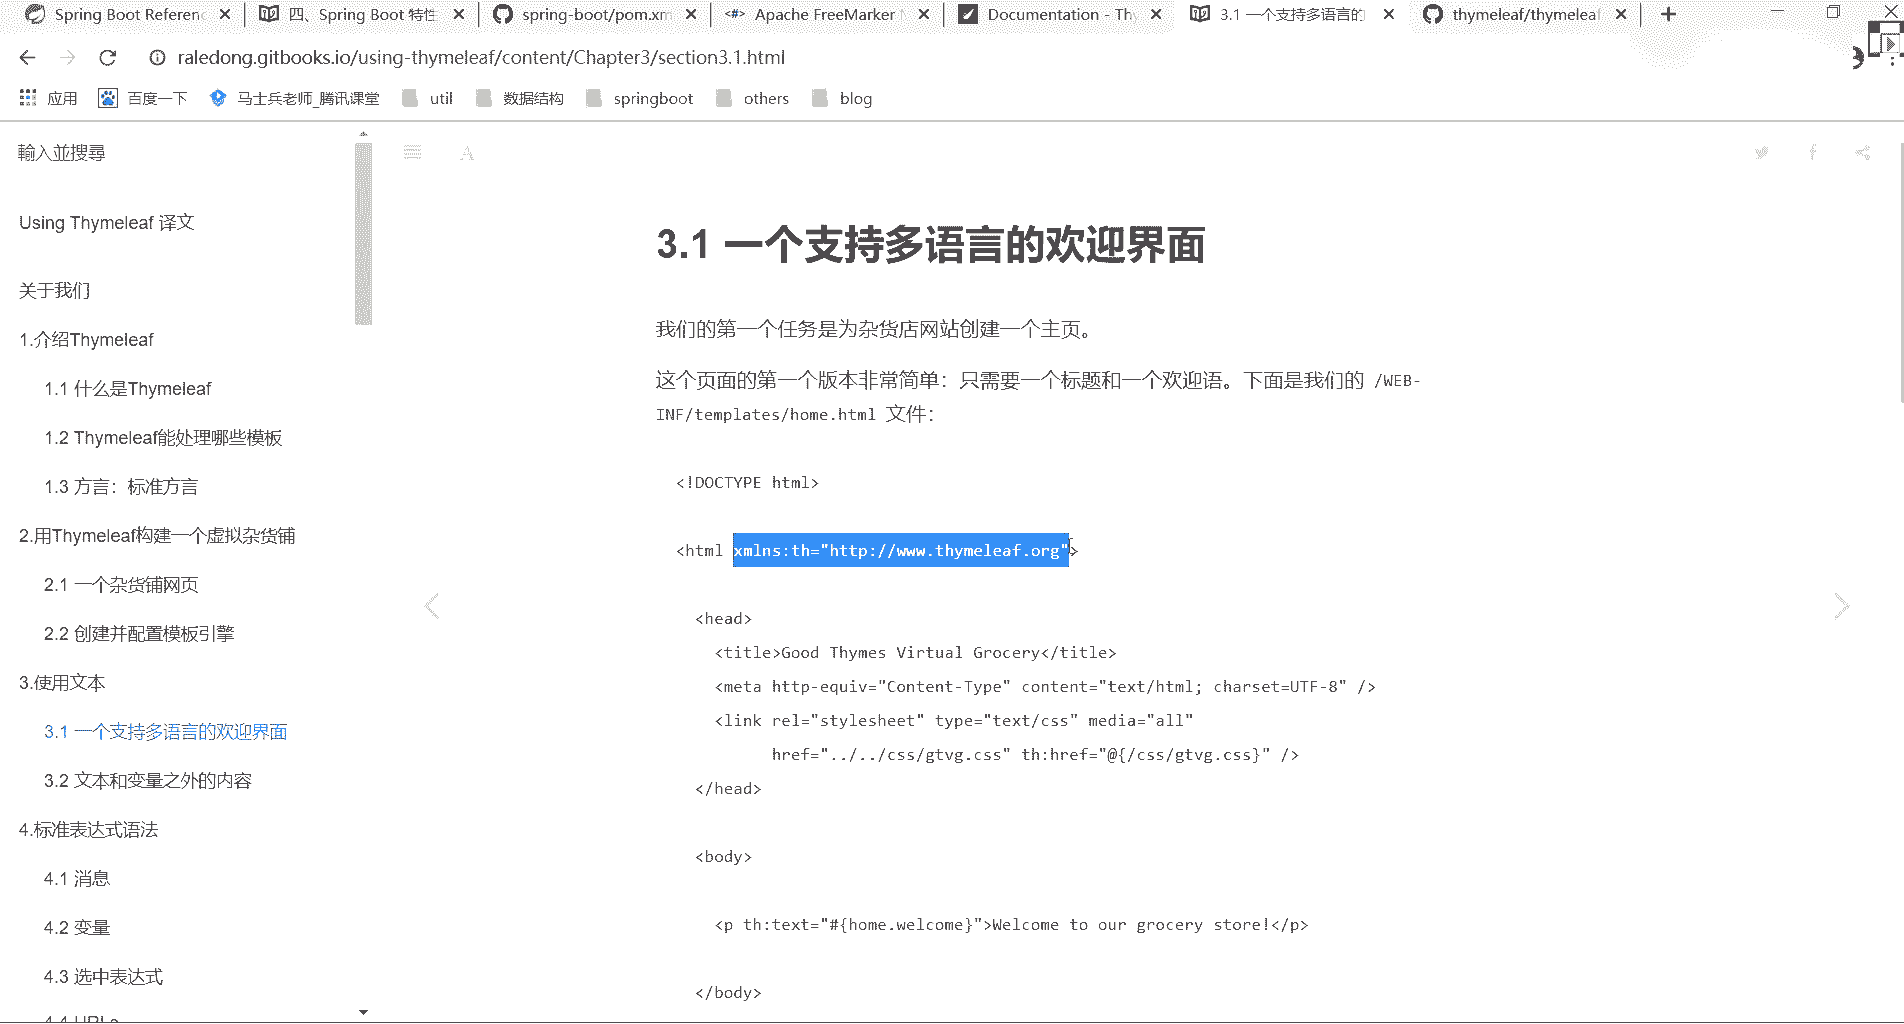 Spring Boot Referen
四、Spring Boot 特性
spring-boot/pom.xm
Apache FreeMarker
Documentation - Th
3.1 一个支持多语言的
thymeleaf/thymeleaf
raledong.gitbooks.io/using-thymeleaf/content/Chapter3/section3.1.html
应用
百度一下
马士兵老师_腾讯课堂
util
数据结构
springboot
others
blog
輸入並搜尋
Using Thymeleaf 译文
关于我们
1.介绍Thymeleaf
1.1 什么是Thymeleaf
1.2 Thymeleaf能处理哪些模板
1.3 方言：标准方言
2.用Thymeleaf构建一个虚拟杂货铺
2.1 一个杂货铺网页
2.2 创建并配置模板引擎
3.使用文本
3.1 一个支持多语言的欢迎界面
3.2 文本和变量之外的内容
4.标准表达式语法
4.1 消息
4.2 变量
4.3 选中表达式
4.4 URLs
A
3.1 一个支持多语言的欢迎界面
我们的第一个任务是为杂货店网站创建一个主页。
这个页面的第一个版本非常简单：只需要一个标题和一个欢迎语。下面是我们的 /WEB-
INF/templates/home.html 文件：
<!DOCTYPE html>
<html xmlns:th="http://www.thymeleaf.org">
<head>
<title>Good Thymes Virtual Grocery</title>
<meta http-equiv="Content-Type" content="text/html; charset=UTF-8" />
<link rel="stylesheet" type="text/css" media="all"
href="../../css/gtvg.css" th:href="@{/css/gtvg.css}" />
</head>
<body>
<p th:text="#{home.welcome}">Welcome to our grocery store!</p>
</body>